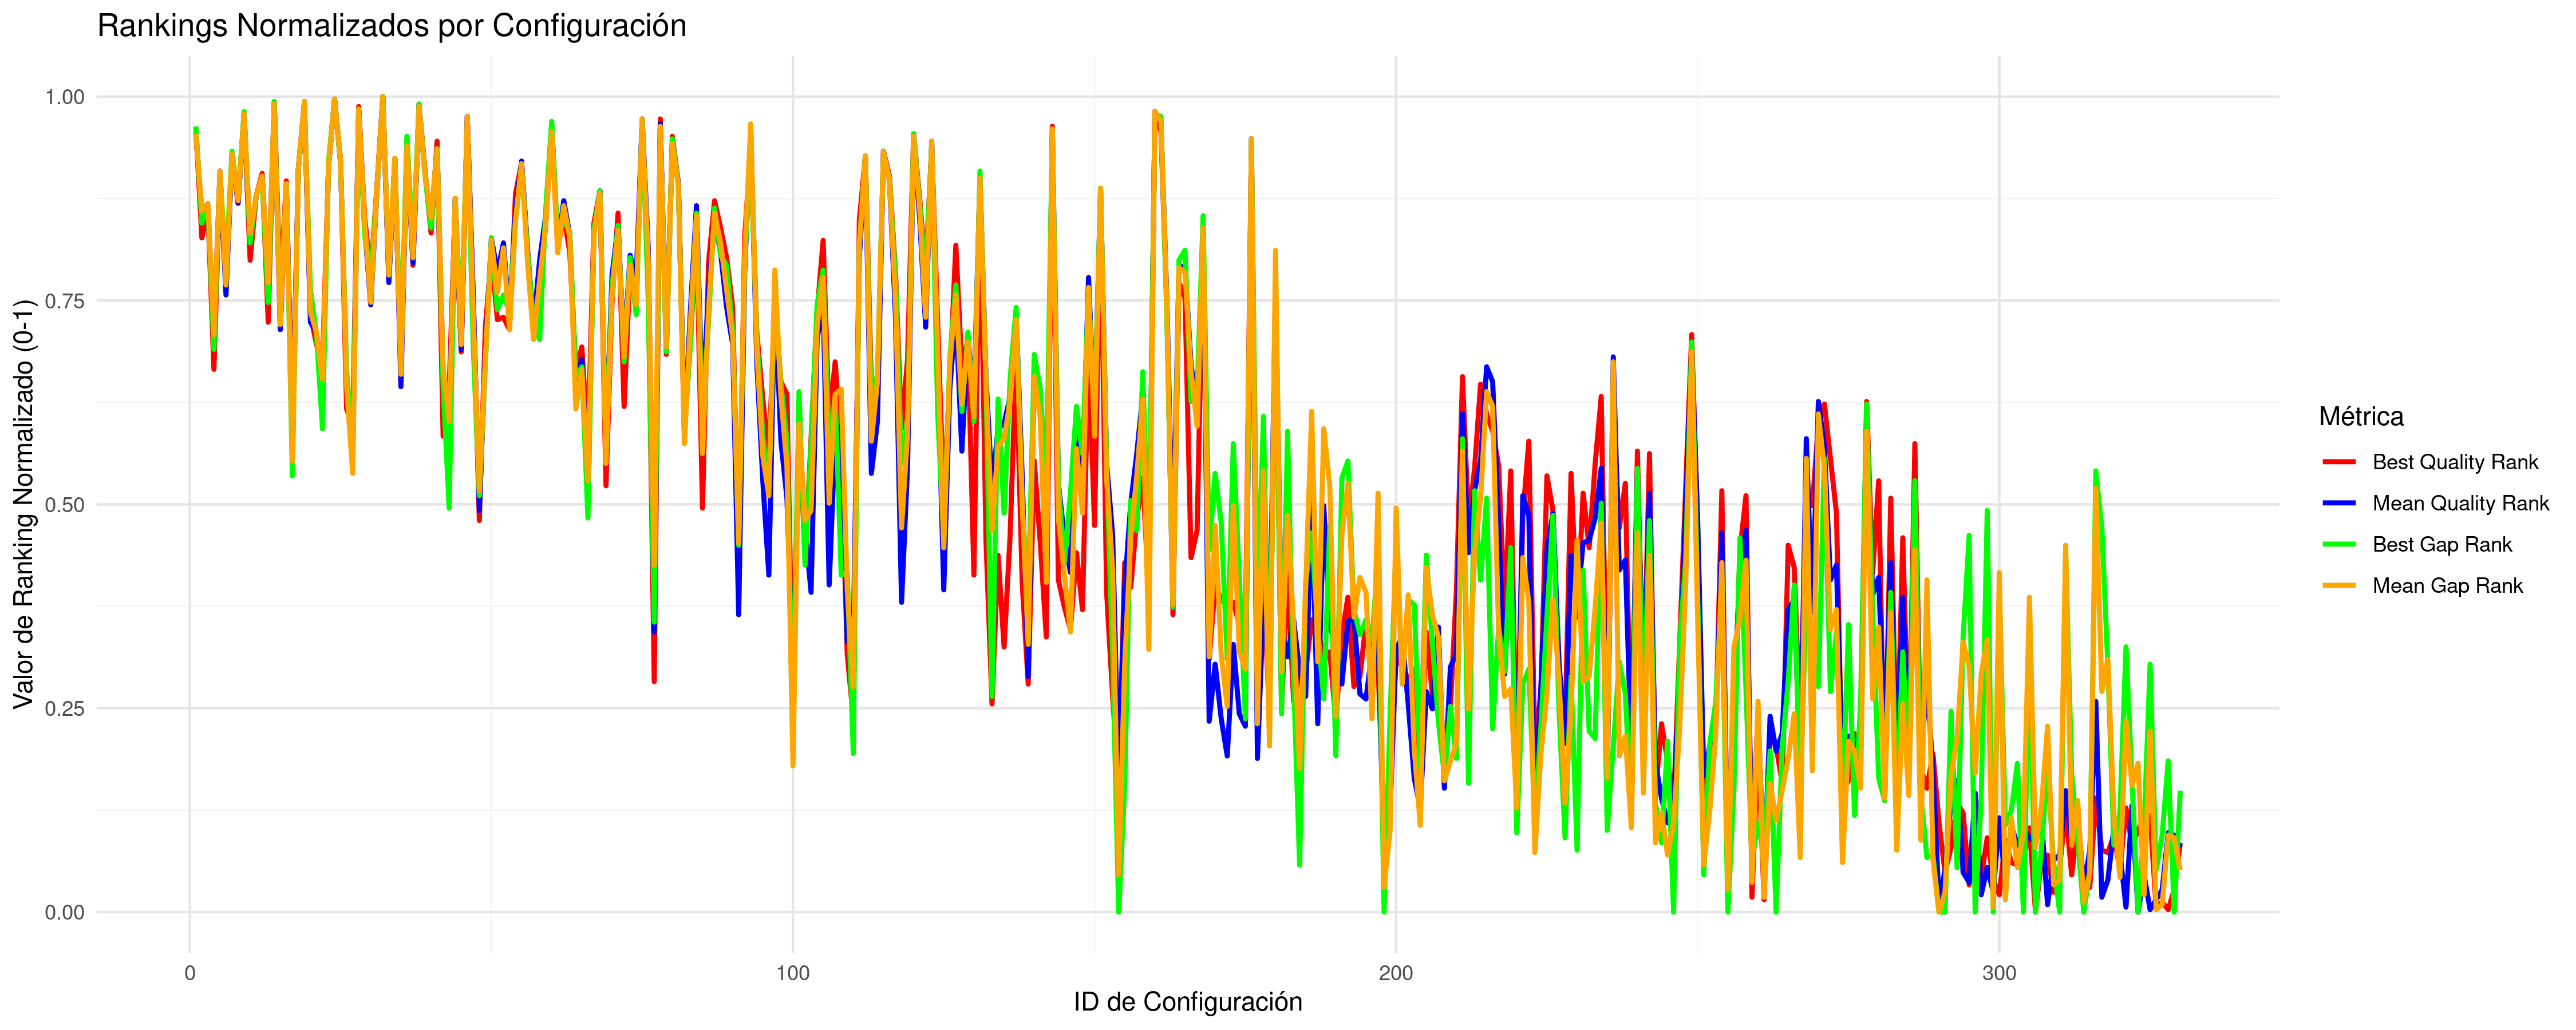 Rankings Normalizados por Configuración
Valor de Ranking Normalizado (0-1)
1.00
0.75
0.50
0.25
0.00
0
100
200
300
ID de Configuración
Métrica
Best Quality Rank
Mean Quality Rank
Best Gap Rank
Mean Gap Rank